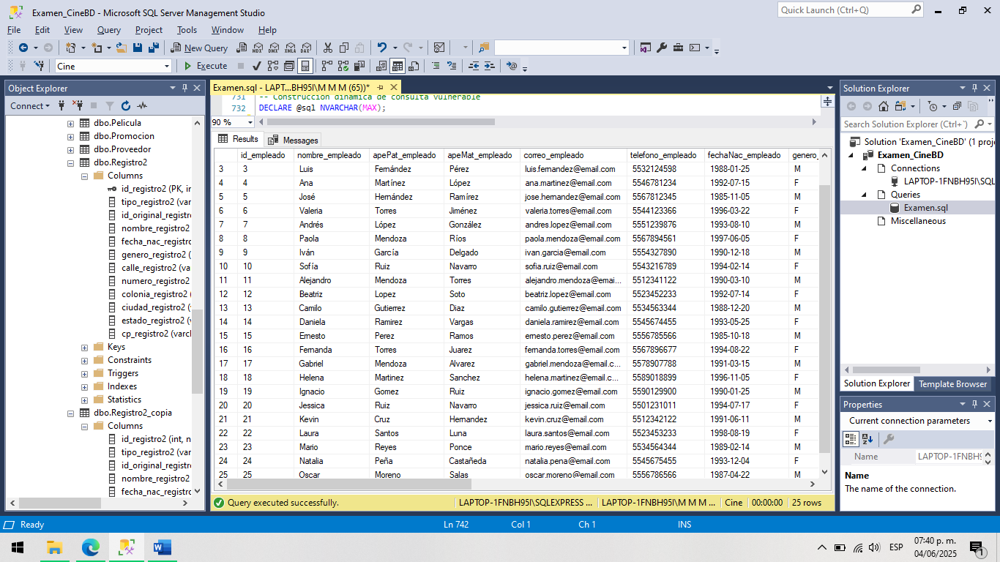 Examen_CineBD - Microsoft SQL Server Management Studio
Quick Launch (Ctrl+Q)
File Edit View Query Project Tools Window Help
New Query MDX DMX XMLA DAX
Cine Execute
Object Explorer
Connect
dbo.Pelicula
dbo.Promocion
dbo.Proveedor
dbo.Registro2
Columns
id_registro2 (PK, in
tipo_registro2 (var
id_original_registro
nombre_registro2
fecha_nac_registro
genero_registro2 (
calle_registro2 (va
numero_registro2
colonia_registro2 (
ciudad_registro2 (
estado_registro2 (v
cp_registro2 (varch
Keys
Constraints
Triggers
Indexes
Statistics
dbo.Registro2_copia
Columns
id_registro2 (int, n
tipo_registro2 (var
id_original_registro
nombre_registro2
fecha_nac_registro
Examen.sql - LAPT...BH95I\M M M (65))*
731 -- Construcción dinámica de consulta vulnerable
732 DECLARE @sql NVARCHAR(MAX);
90 %
Results Messages
id_empleado nombre_empleado apePat_empleado apeMat_empleado correo_empleado telefono_empleado fechaNac_empleado genero_
3 3 Luis Fernández Pérez luis.fernandez@email.com 5532124598 1988-01-25 M
4 4 Ana Martínez López ana.martinez@email.com 5546781234 1992-07-15 F
5 5 José Hernández Ramírez jose.hernandez@email.com 5567812345 1985-11-05 M
6 6 Valeria Torres Jiménez valeria.torres@email.com 5544123366 1996-03-22 F
7 7 Andrés López González andres.lopez@email.com 5551239876 1993-08-10 M
8 8 Paola Mendoza Ríos paola.mendoza@email.com 5567894561 1997-06-05 F
9 9 Iván García Delgado ivan.garcia@email.com 5554327890 1990-12-18 M
10 10 Sofía Ruiz Navarro sofia.ruiz@email.com 5543216789 1994-02-14 F
11 11 Alejandro Mendoza Torres alejandro.mendoza@emai... 5512341122 1990-03-10 M
12 12 Beatriz Lopez Soto beatriz.lopez@email.com 5523452233 1992-07-14 F
13 13 Camilo Gutierrez Diaz camilo.gutierrez@email.com 5534563344 1988-12-20 M
14 14 Daniela Ramirez Vargas daniela.ramirez@email.com 5545674455 1993-05-25 F
15 15 Ernesto Perez Ramos ernesto.perez@email.com 5556785566 1985-10-18 M
16 16 Fernanda Torres Juarez fernanda.torres@email.com 5567896677 1994-08-22 F
17 17 Gabriel Mendoza Alvarez gabriel.mendoza@email.c... 5578907788 1991-03-15 M
18 18 Helena Martinez Sanchez helena.martinez@email.c... 5589018899 1996-11-05 F
19 19 Ignacio Gomez Ruiz ignacio.gomez@email.com 5590129900 1990-01-25 M
20 20 Jessica Ruiz Navarro jessica.ruiz@email.com 5501231011 1994-07-17 F
21 21 Kevin Cruz Hernandez kevin.cruz@email.com 5512342122 1991-06-11 M
22 22 Laura Santos Luna laura.santos@email.com 5523453233 1998-08-19 F
23 23 Mario Reyes Ponce mario.reyes@email.com 5534564344 1989-02-14 M
24 24 Natalia Peña Castañeda natalia.pena@email.com 5545675455 1993-12-04 F
25 25 Oscar Moreno Salas oscar.moreno@email.com 5556786566 1987-04-22 M
Query executed successfully. LAPTOP-1FNBH95I\SQLEXPRESS ... LAPTOP-1FNBH95I\M M M ... Cine 00:00:00 25 rows
Solution Explorer
Search Solution Explorer (Ctrl+`)
Solution 'Examen_CineBD' (1 proje
Examen_CineBD
Connections
LAPTOP-1FNBH95I\SQL
Queries
Examen.sql
Miscellaneous
Solution Explorer Template Browser
Properties
Current connection parameters
Name LAPTOP-1FNBH9
Name
The name of the connection.
Ready Ln 742 Col 1 Ch 1 INS
ESP 07:40 p. m.
04/06/2025
1